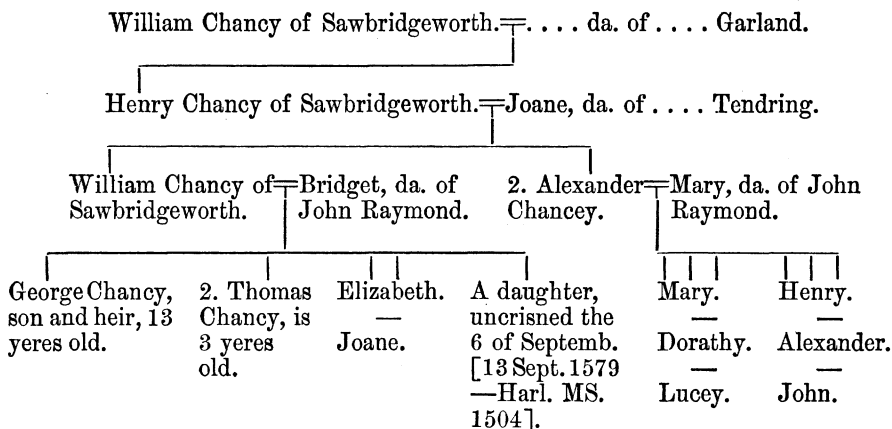 William Chancy of Sawbridgeworth.=. . . . da. of . . . . Garland.
Henry Chancy of Sawbridgeworth.=Joane, da. of . . . . Tendring.
William Chancy of=Bridget, da. of
Sawbridgeworth. John Raymond.
2. Alexander=Mary, da. of John
Chancey. Raymond.
George Chancy,
son and heir, 13
yeres old.
2. Thomas
Chancy, is
3 yeres
old.
Elizabeth.
—
Joane.
A daughter,
uncrisned the
6 of Septemb.
[13 Sept. 1579
—Harl. MS.
1504].
Mary.
—
Dorathy.
—
Lucey.
Henry.
—
Alexander.
—
John.